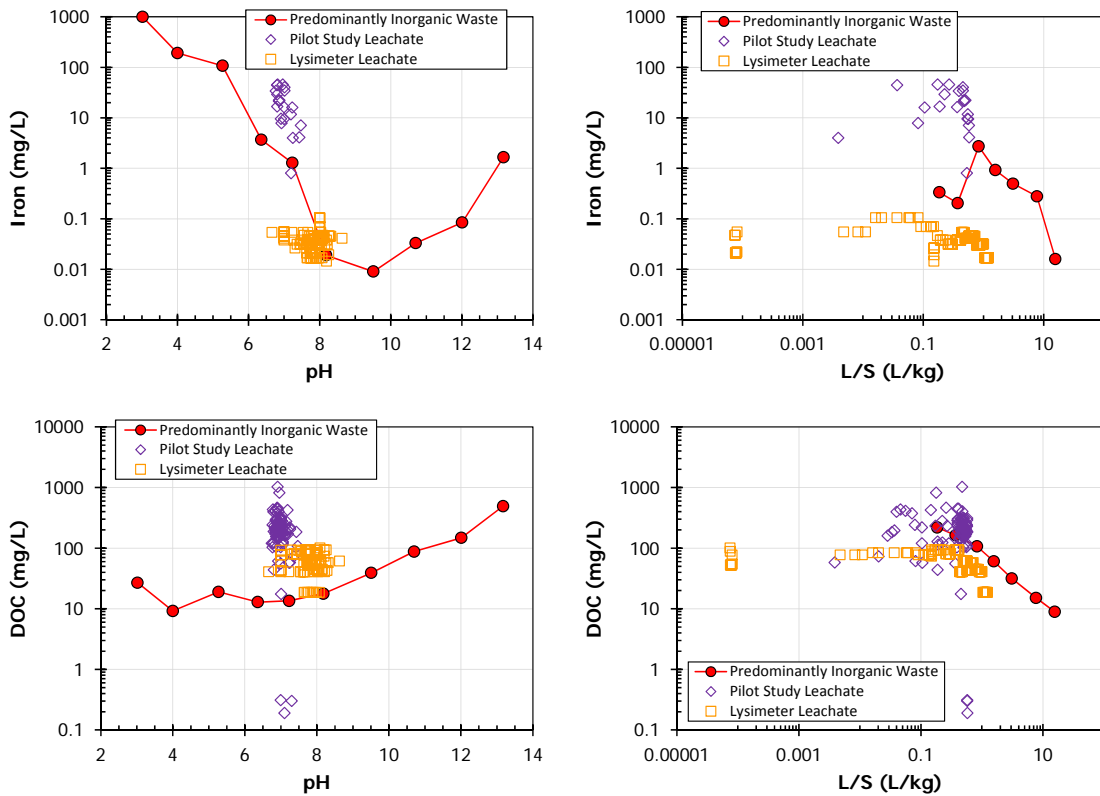 Predominantly Inorganic Waste
Pilot Study Leachate
Lysimeter Leachate
1000
100
10
1
0.1
0.01
0.001
Iron (mg/L)
2 4 6 8 10 12 14
pH
Predominantly Inorganic Waste
Pilot Study Leachate
Lysimeter Leachate
1000
100
10
1
0.1
0.01
0.001
Iron (mg/L)
0.00001 0.001 0.1 10
L/S (L/kg)
Predominantly Inorganic Waste
Pilot Study Leachate
Lysimeter Leachate
10000
1000
100
10
1
0.1
DOC (mg/L)
2 4 6 8 10 12 14
pH
10000
1000
100
10
1
0.1
DOC (mg/L)
Predominantly Inorganic Waste
Pilot Study Leachate
Lysimeter Leachate
0.00001 0.001 0.1 10
L/S (L/kg)